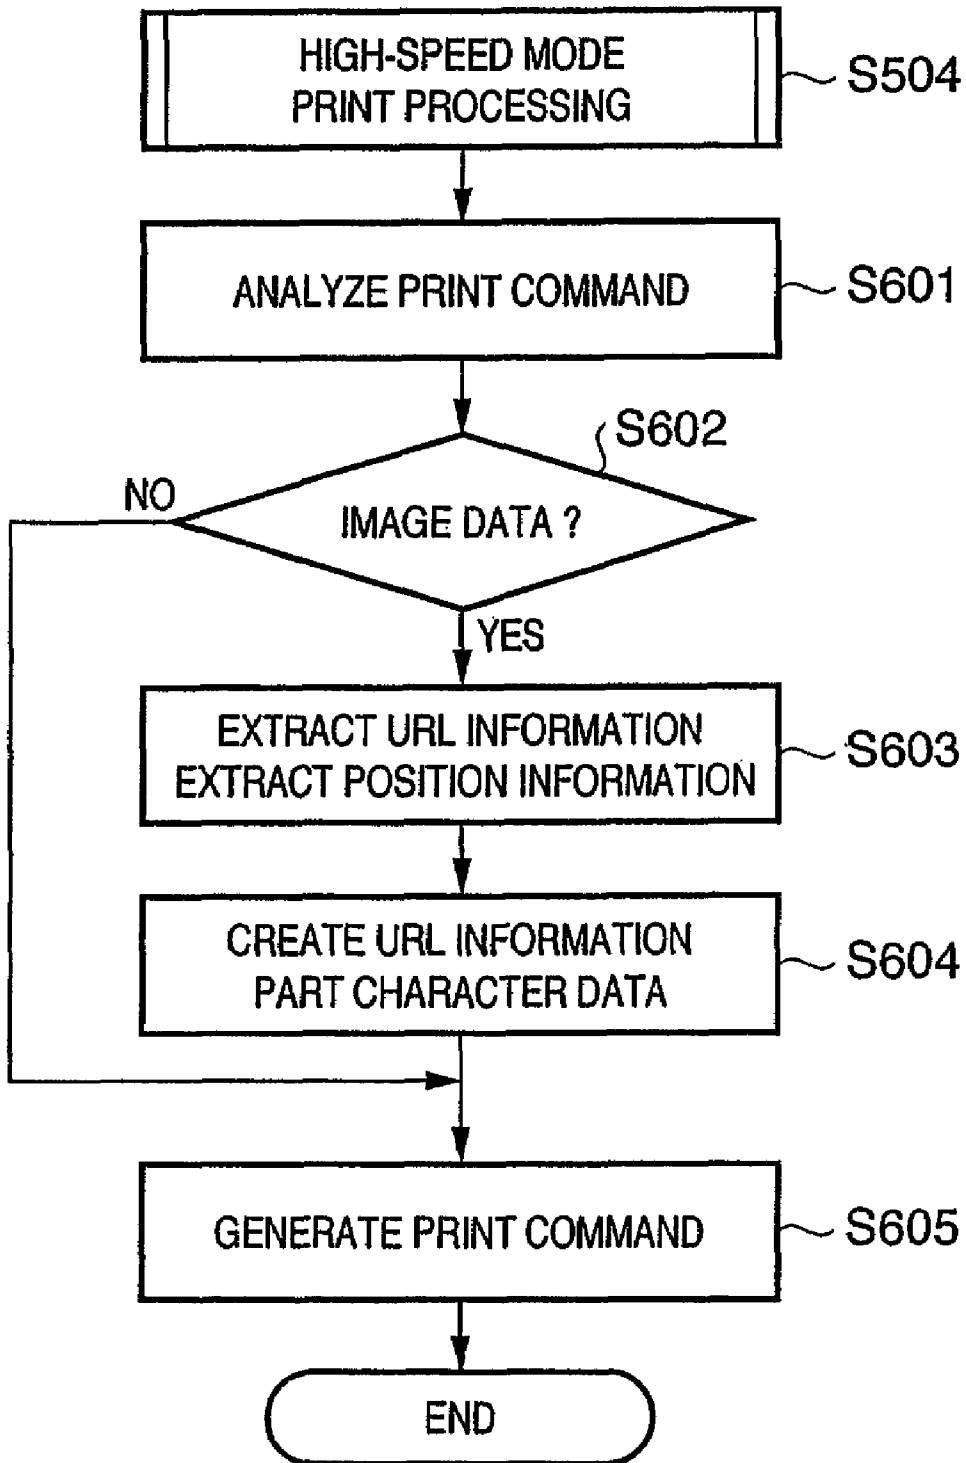 HIGH-SPEED MODE
PRINT PROCESSING
S504
ANALYZE PRINT COMMAND
S601
S602
IMAGE DATA ?
NO
YES
EXTRACT URL INFORMATION
EXTRACT POSITION INFORMATION
S603
CREATE URL INFORMATION
PART CHARACTER DATA
S604
GENERATE PRINT COMMAND
S605
END